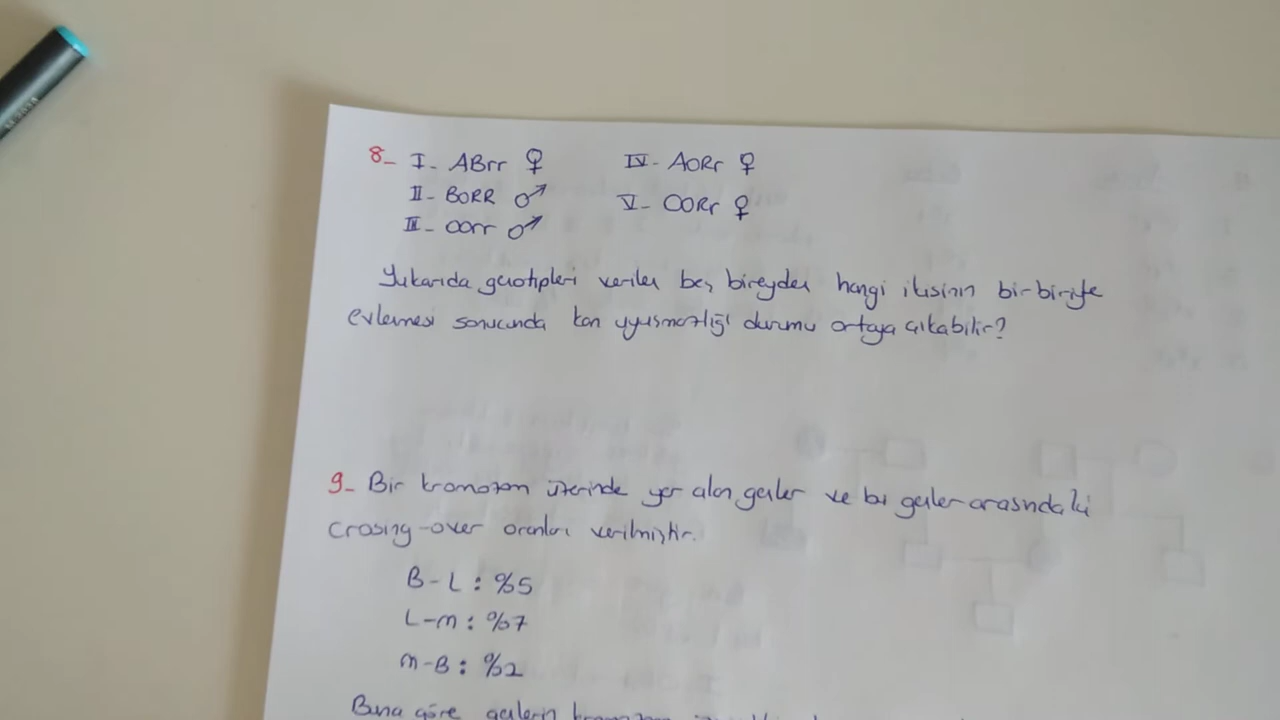 8- I- ABrr ♀ IV- AORr ♀
II- BORR ♂ V- OORr ♀
III- OOrr ♂
Yukarıda genotipleri verilen beş bireyden hangi ikisinin birbiriyle
evlenmesi sonucunda kan uyuşmazlığı durumu ortaya çıkabilir?
9- Bir kromozom üzerinde yer alan genler ve bu genler arasındaki
Crosing-over oranları verilmiştir.
B-L : %5
L-M : %7
M-B : %2
Buna göre genlerin